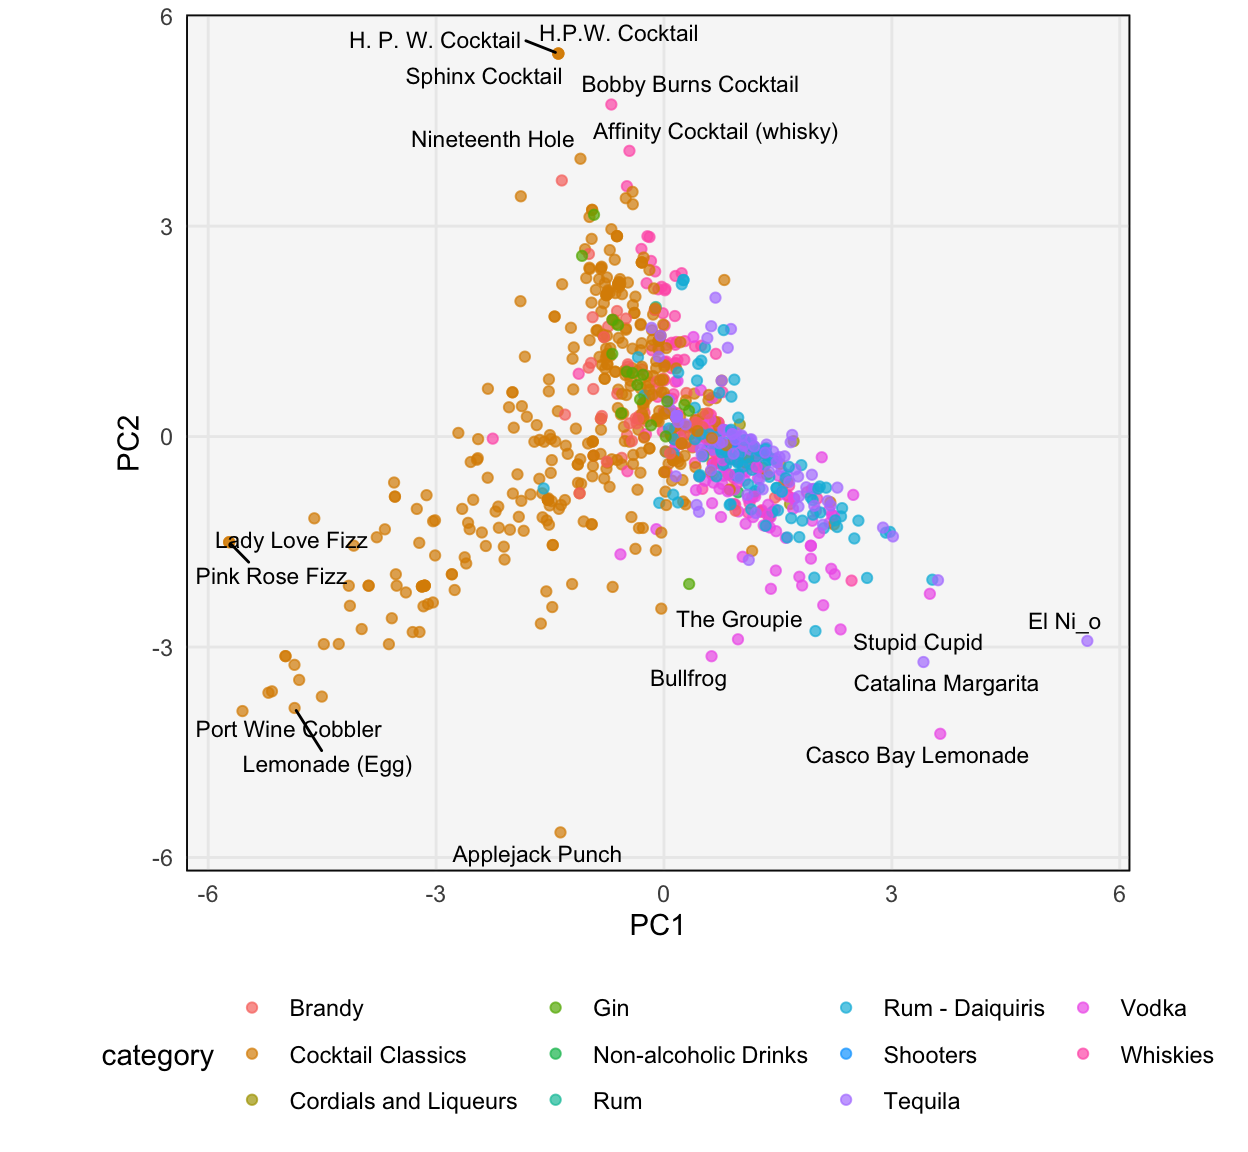 6
H. P. W. Cocktail
H.P.W. Cocktail
Sphinx Cocktail
Bobby Burns Cocktail
Nineteenth Hole
Affinity Cocktail (whisky)
3
PC2
0
Lady Love Fizz
Pink Rose Fizz
The Groupie
El Ni_o
Stupid Cupid
-3
Bullfrog
Catalina Margarita
Port Wine Cobbler
Casco Bay Lemonade
Lemonade (Egg)
Applejack Punch
-6
-6 -3 0 3 6
PC1
category
Brandy Gin Rum - Daiquiris Vodka
Cocktail Classics Non-alcoholic Drinks Shooters Whiskies
Cordials and Liqueurs Rum Tequila